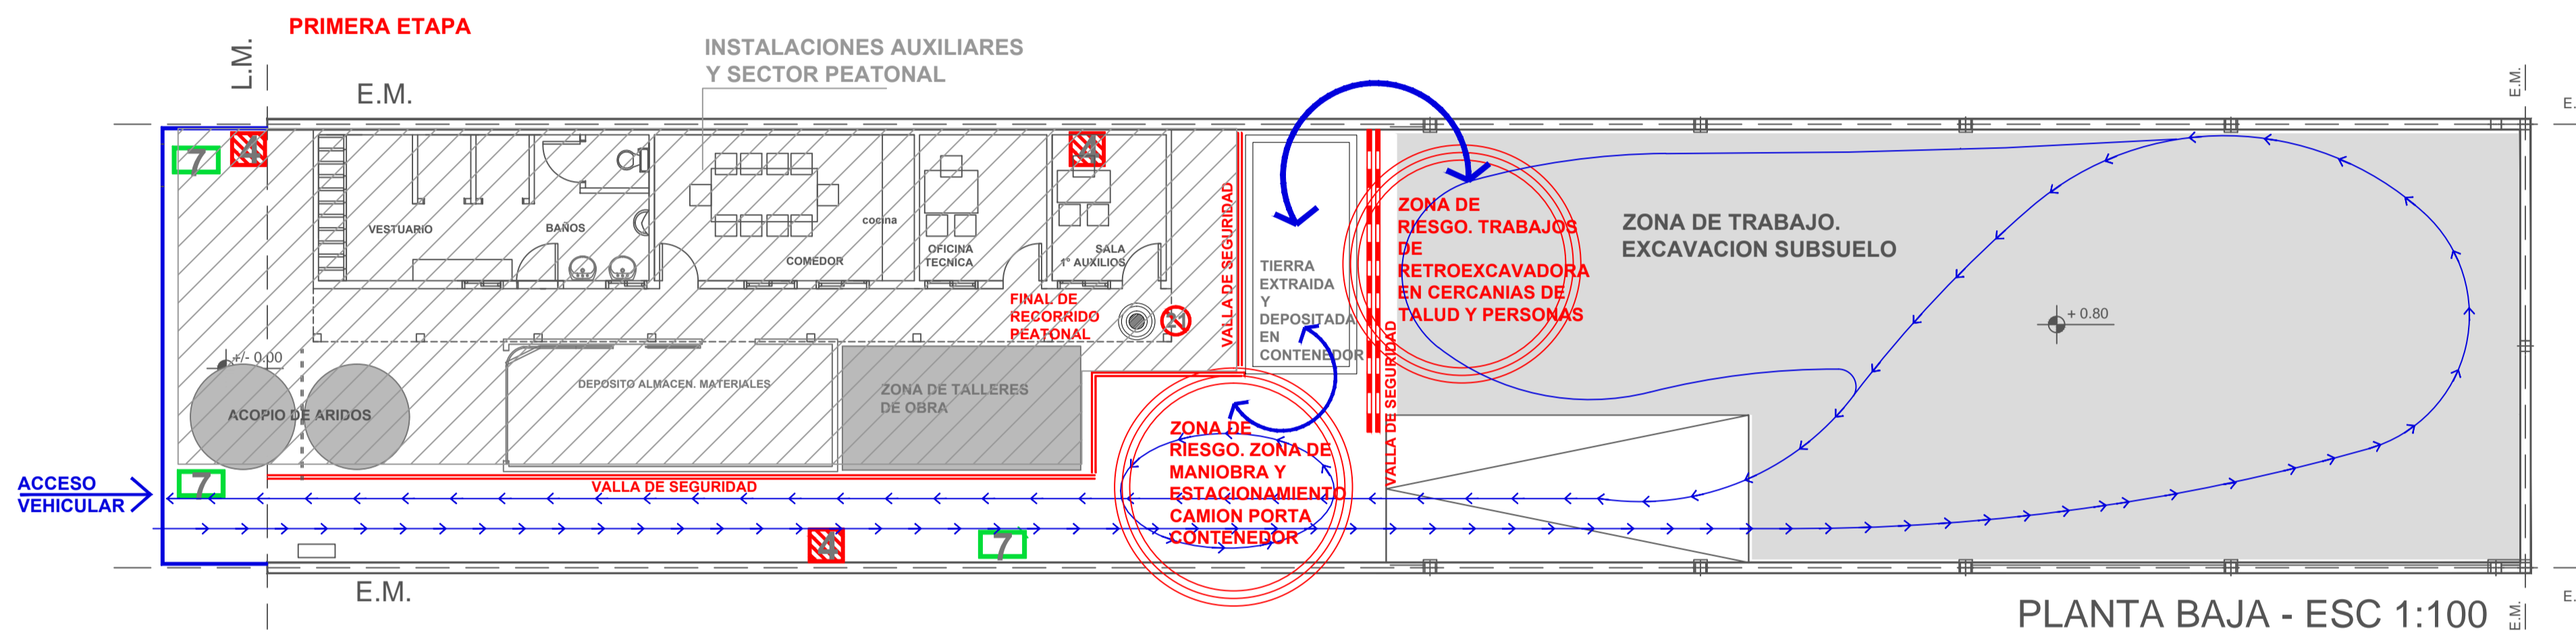 PRIMERA ETAPA
L.M.
E.M.
INSTALACIONES AUXILIARES
Y SECTOR PEATONAL
E.M.
E.
7
4
4
VESTUARIO
BAÑOS
cocina
COMEDOR
OFICINA
TECNICA
SALA
1° AUXILIOS
VALLA DE SEGURIDAD
TIERRA
EXTRAIDA
Y
DEPOSITADA
EN
CONTENEDOR
ZONA DE
RIESGO. TRABAJOS
DE
RETROEXCAVADORA
EN CERCANIAS DE
TALUD Y PERSONAS
ZONA DE TRABAJO.
EXCAVACION SUBSUELO
+ 0.80
FINAL DE
RECORRIDO
PEATONAL
21
+/- 0.00
ACOPIO DE ARIDOS
DEPOSITO ALMACEN. MATERIALES
ZONA DE TALLERES
DE OBRA
VALLA DE SEGURIDAD
ZONA DE
RIESGO. ZONA DE
MANIOBRA Y
ESTACIONAMIENTO
CAMION PORTA
CONTENEDOR
ACCESO
VEHICULAR
7
VALLA DE SEGURIDAD
4
7
E.M.
E.M.
E.
PLANTA BAJA - ESC 1:100